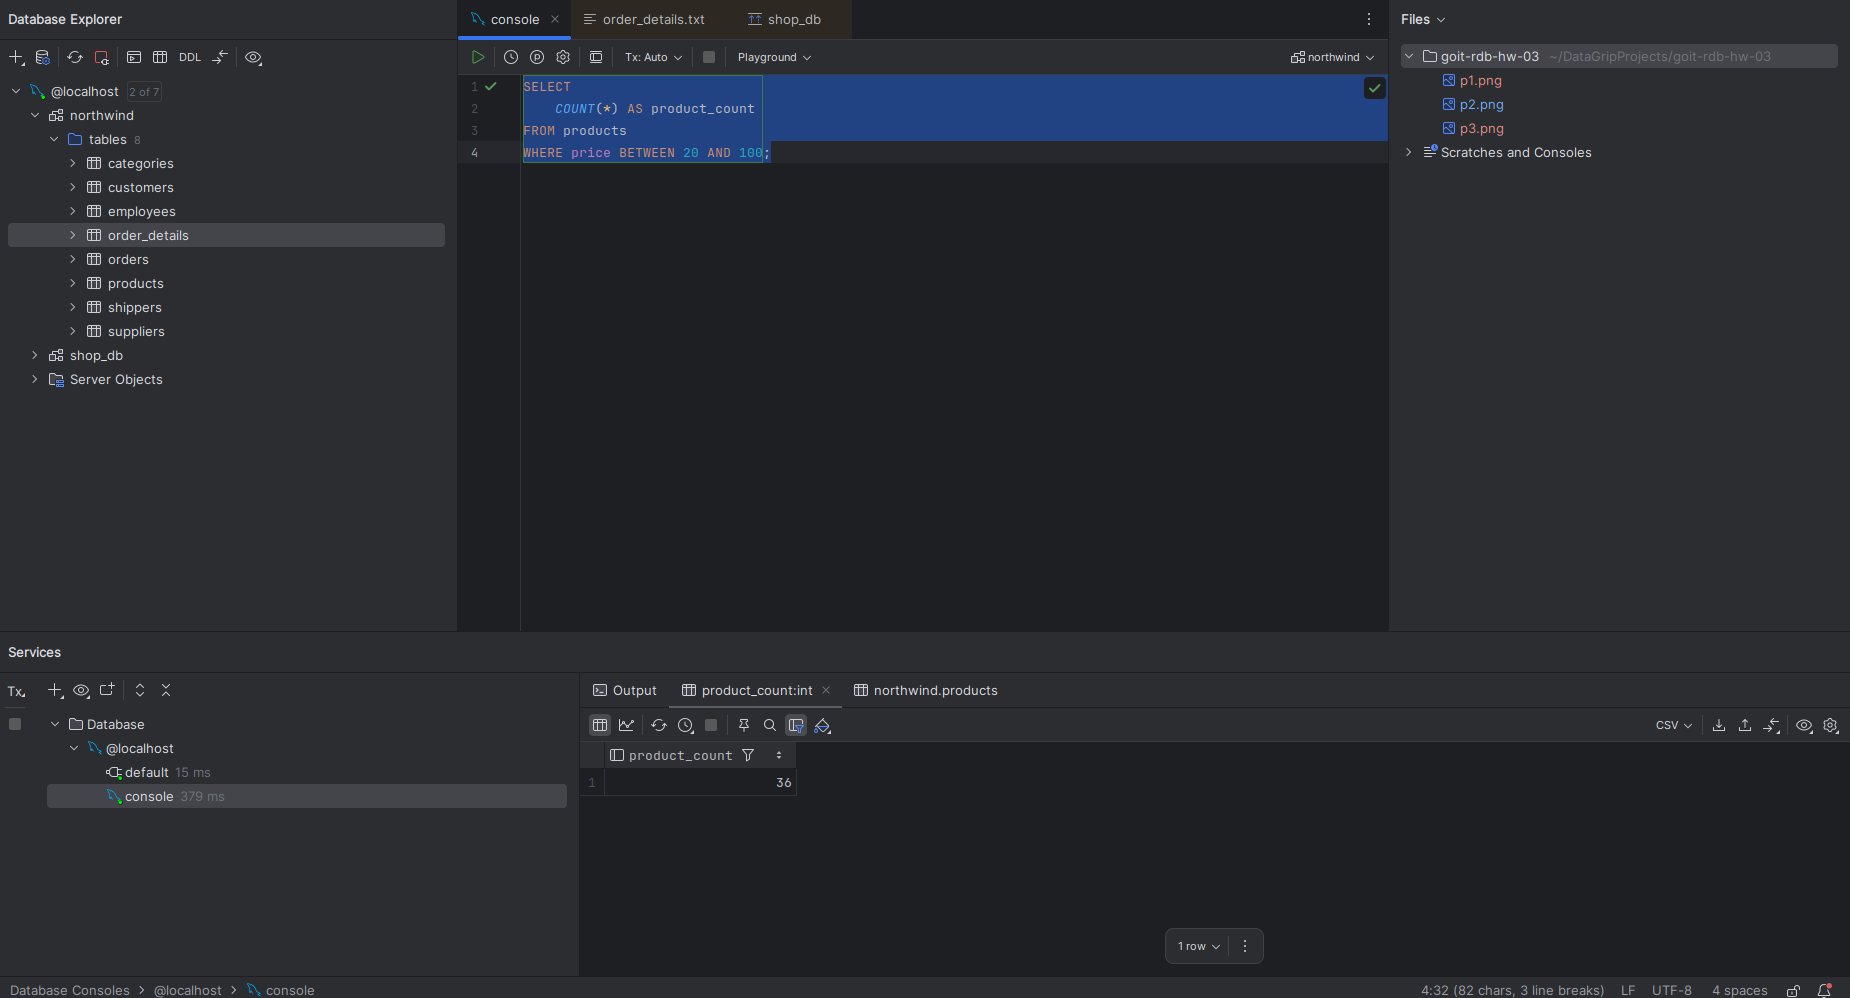 Database Explorer
console
order_details.txt
shop_db
Files
DDL
Tx: Auto
Playground
northwind
@localhost 2 of 7
northwind
tables 8
categories
customers
employees
order_details
orders
products
shippers
suppliers
shop_db
Server Objects
1 SELECT
2 COUNT(*) AS product_count
3 FROM products
4 WHERE price BETWEEN 20 AND 100;
goit-rdb-hw-03 ~/DataGripProjects/goit-rdb-hw-03
p1.png
p2.png
p3.png
Scratches and Consoles
Services
Tx
Database
@localhost
default 15 ms
console 379 ms
Output
product_count:int
northwind.products
CSV
product_count
1 36
1 row
Database Consoles > @localhost > console
4:32 (82 chars, 3 line breaks) LF UTF-8 4 spaces